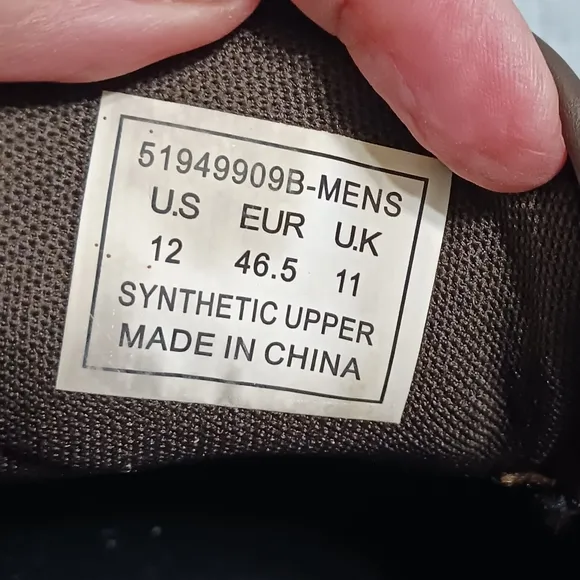 51949909B-MENS
U.S EUR U.K
12 46.5 11
SYNTHETIC UPPER
MADE IN CHINA